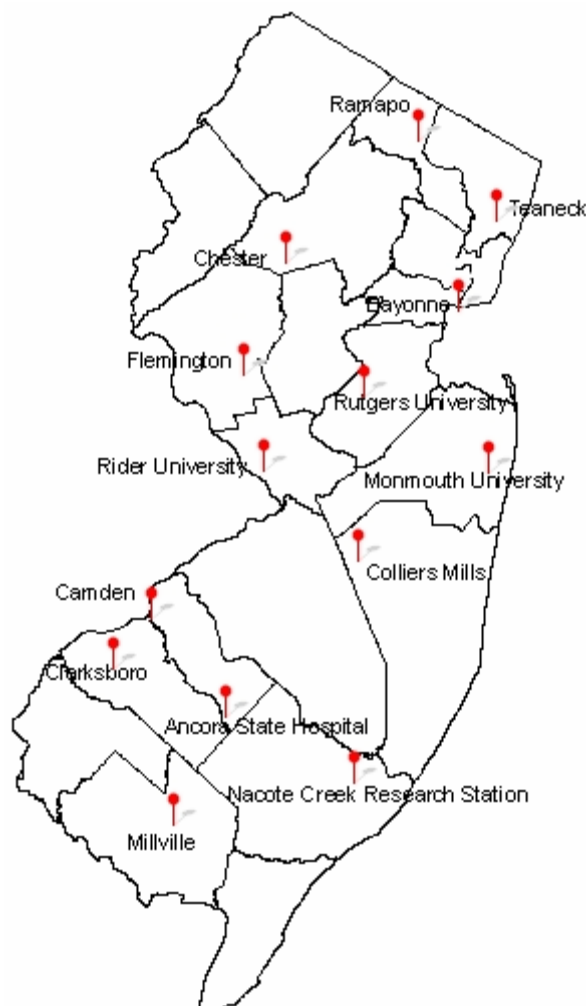 Ramapo
Teaneck
Chester
Bayonne
Flemington
Rutgers University
Rider University
Monmouth University
Colliers Mills
Camden
Clarksboro
Ancora State Hospital
Nacote Creek Research Station
Millville